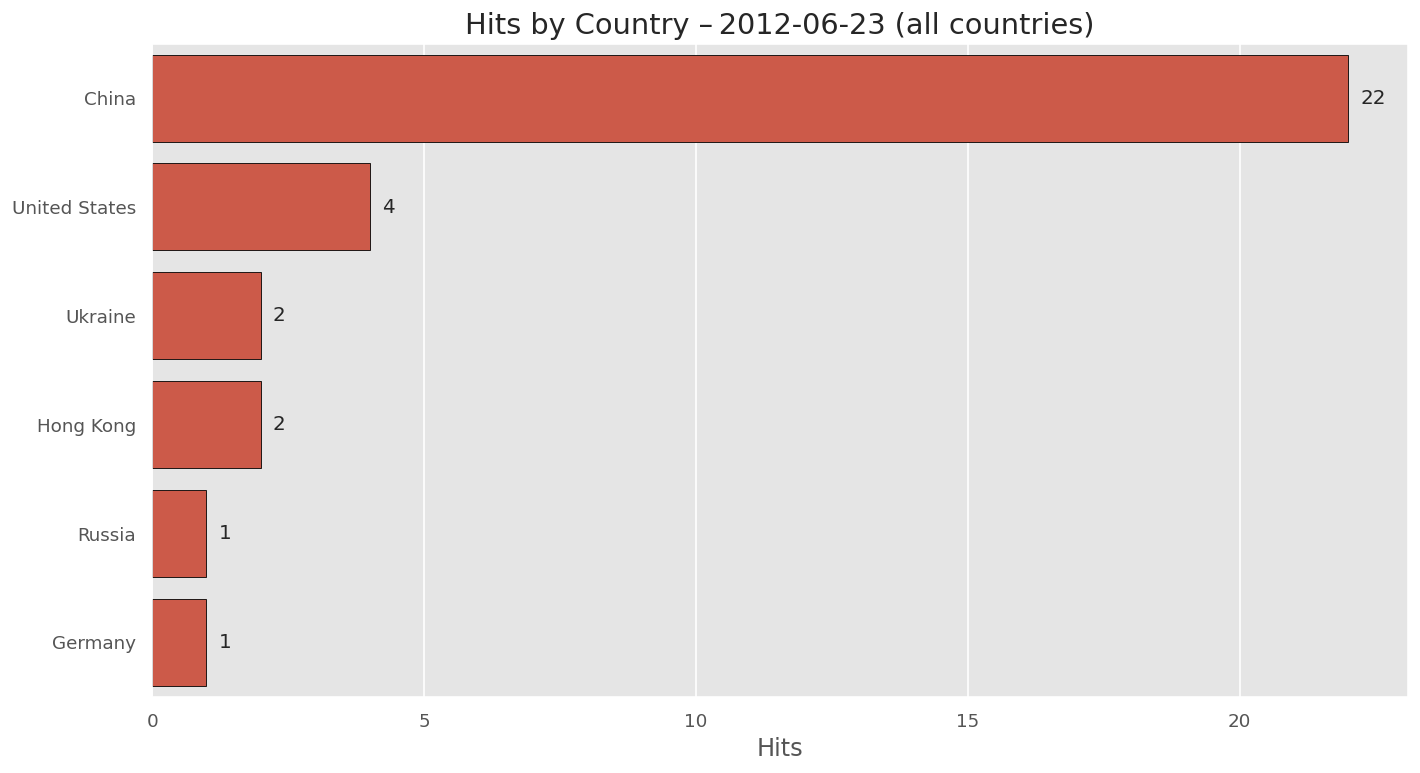 Hits by Country – 2012-06-23 (all countries)
China 22
United States 4
Ukraine 2
Hong Kong 2
Russia 1
Germany 1
0 5 10 15 20
Hits